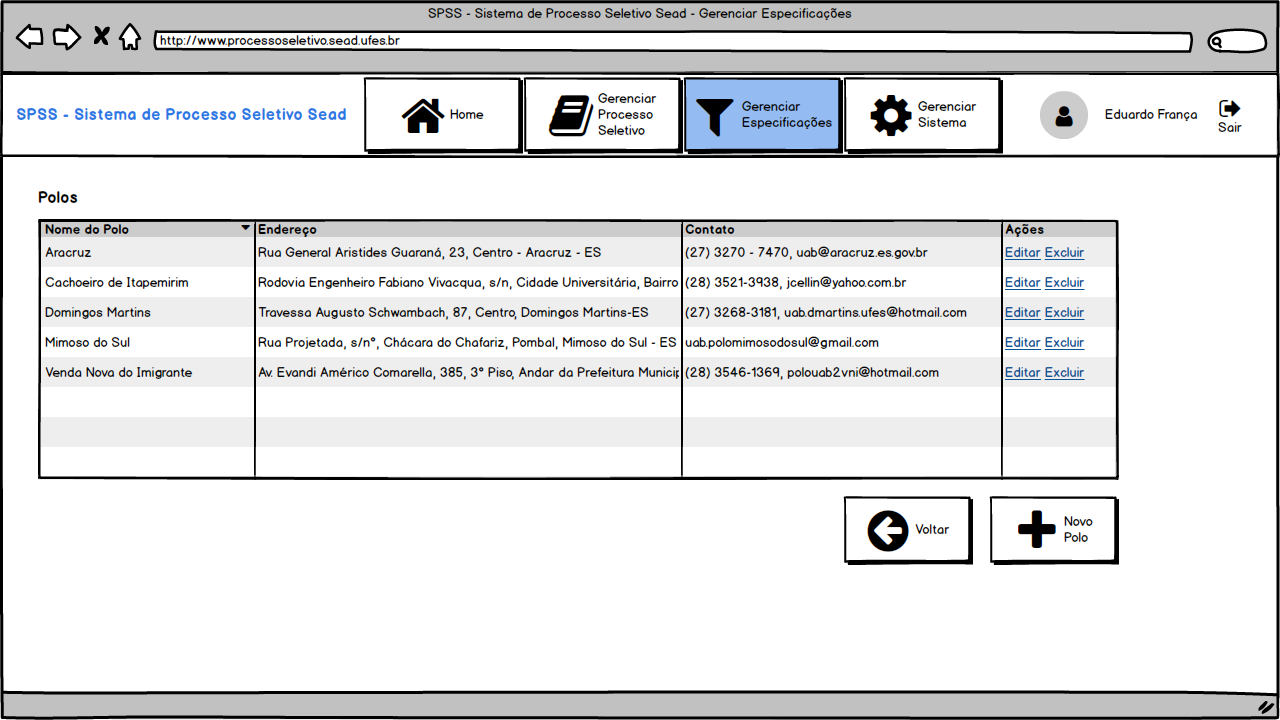 SPSS - Sistema de Processo Seletivo Sead - Gerenciar Especificações
http://www.processoseletivo.sead.ufes.br
SPSS - Sistema de Processo Seletivo Sead
Home
Gerenciar
Processo
Seletivo
Gerenciar
Especificações
Gerenciar
Sistema
Eduardo França
Sair
Polos
Nome do Polo Endereço Contato Ações
Aracruz Rua General Aristides Guaraná, 23, Centro - Aracruz - ES (27) 3270 - 7470, uab@aracruz.es.gov.br Editar Excluir
Cachoeiro de Itapemirim Rodovia Engenheiro Fabiano Vivacqua, s/n, Cidade Universitária, Bairro (28) 3521-3938, jcellin@yahoo.com.br Editar Excluir
Domingos Martins Travessa Augusto Schwambach, 87, Centro, Domingos Martins-ES (27) 3268-3181, uab.dmartins.ufes@hotmail.com Editar Excluir
Mimoso do Sul Rua Projetada, s/nº, Chácara do Chafariz, Pombal, Mimoso do Sul - ES uab.polomimosodosul@gmail.com Editar Excluir
Venda Nova do Imigrante Av. Evandi Américo Comarella, 385, 3º Piso, Andar da Prefeitura Municip (28) 3546-1369, polouab2vni@hotmail.com Editar Excluir
Voltar
Novo
Polo